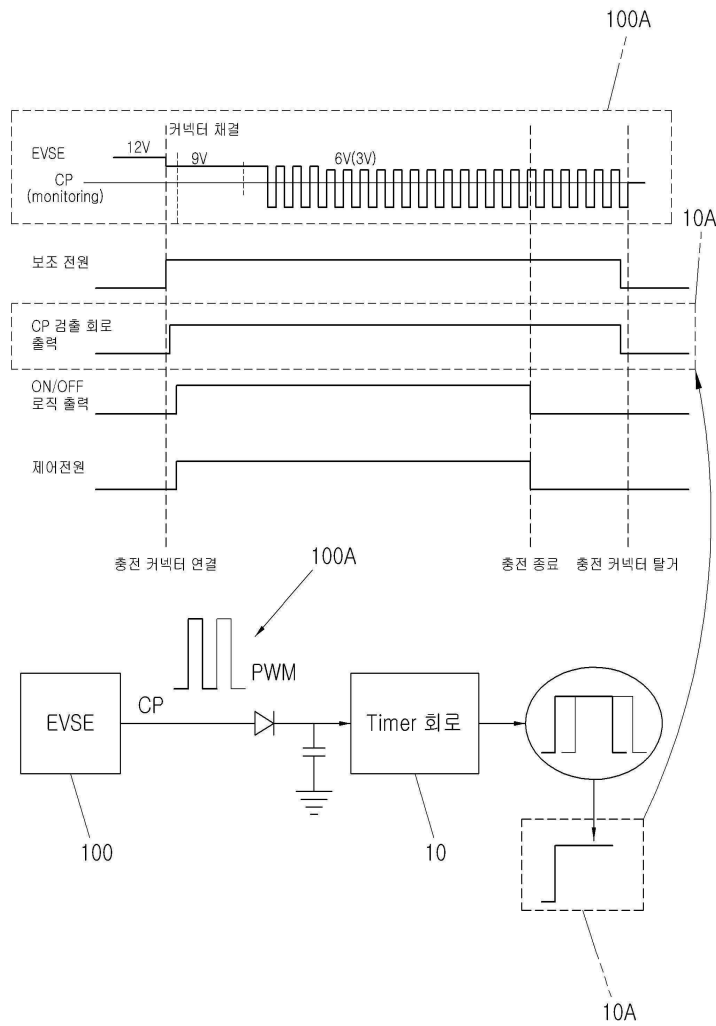 100A
커넥터 채결
EVSE
12V
9V
6V(3V)
CP
(monitoring)
10A
보조 전원
CP 검출 회로
출력
ON/OFF
로직 출력
제어전원
충전 커넥터 연결
충전 종료
충전 커넥터 탈거
100A
PWM
EVSE
CP
Timer 회로
100
10
10A